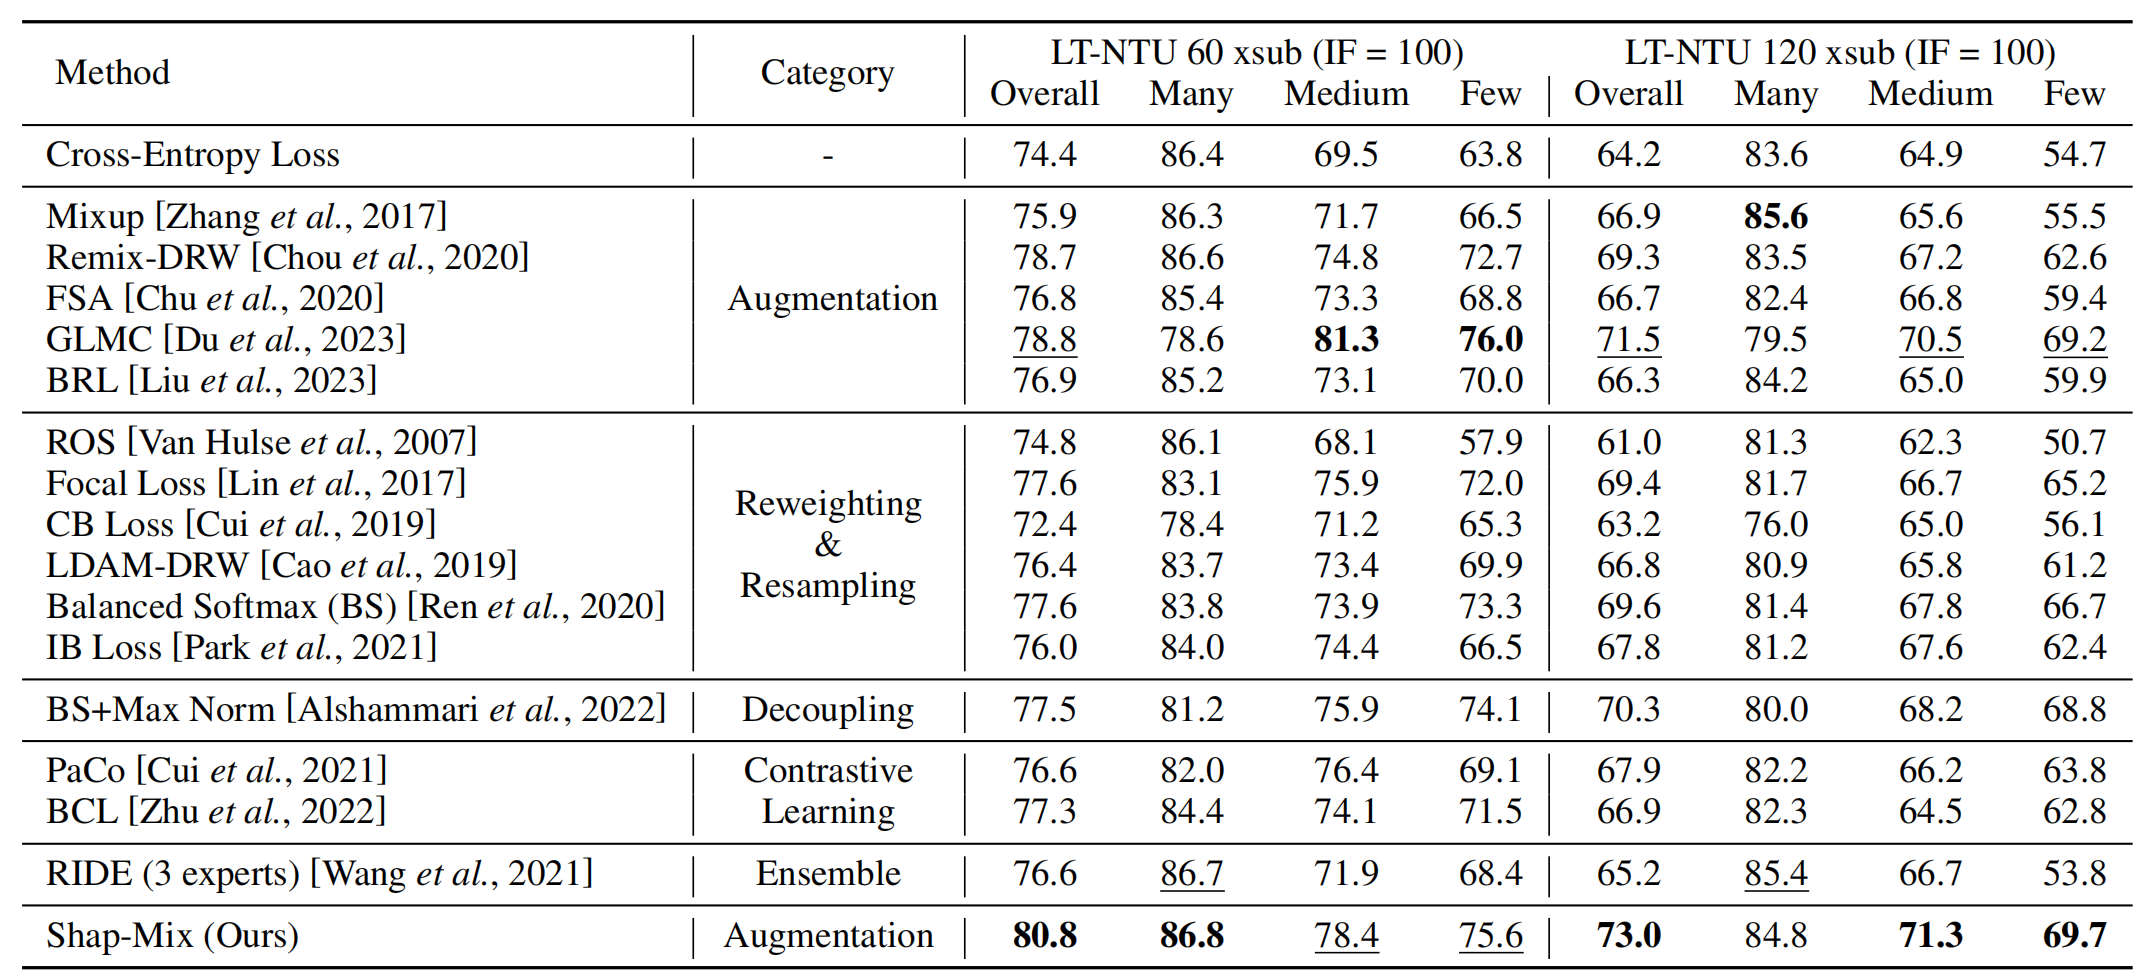 Method Category LT-NTU 60 xsub (IF = 100) LT-NTU 120 xsub (IF = 100)
Overall Many Medium Few Overall Many Medium Few
Cross-Entropy Loss - 74.4 86.4 69.5 63.8 64.2 83.6 64.9 54.7
Mixup [Zhang et al., 2017] 75.9 86.3 71.7 66.5 66.9 85.6 65.6 55.5
Remix-DRW [Chou et al., 2020] 78.7 86.6 74.8 72.7 69.3 83.5 67.2 62.6
FSA [Chu et al., 2020] Augmentation 76.8 85.4 73.3 68.8 66.7 82.4 66.8 59.4
GLMC [Du et al., 2023] 78.8 78.6 81.3 76.0 71.5 79.5 70.5 69.2
BRL [Liu et al., 2023] 76.9 85.2 73.1 70.0 66.3 84.2 65.0 59.9
ROS [Van Hulse et al., 2007] 74.8 86.1 68.1 57.9 61.0 81.3 62.3 50.7
Focal Loss [Lin et al., 2017] 77.6 83.1 75.9 72.0 69.4 81.7 66.7 65.2
Reweighting
CB Loss [Cui et al., 2019] 72.4 78.4 71.2 65.3 63.2 76.0 65.0 56.1
&
LDAM-DRW [Cao et al., 2019] 76.4 83.7 73.4 69.9 66.8 80.9 65.8 61.2
Resampling
Balanced Softmax (BS) [Ren et al., 2020] 77.6 83.8 73.9 73.3 69.6 81.4 67.8 66.7
IB Loss [Park et al., 2021] 76.0 84.0 74.4 66.5 67.8 81.2 67.6 62.4
BS+Max Norm [Alshammari et al., 2022] Decoupling 77.5 81.2 75.9 74.1 70.3 80.0 68.2 68.8
PaCo [Cui et al., 2021] Contrastive 76.6 82.0 76.4 69.1 67.9 82.2 66.2 63.8
BCL [Zhu et al., 2022] Learning 77.3 84.4 74.1 71.5 66.9 82.3 64.5 62.8
RIDE (3 experts) [Wang et al., 2021] Ensemble 76.6 86.7 71.9 68.4 65.2 85.4 66.7 53.8
Shap-Mix (Ours) Augmentation 80.8 86.8 78.4 75.6 73.0 84.8 71.3 69.7